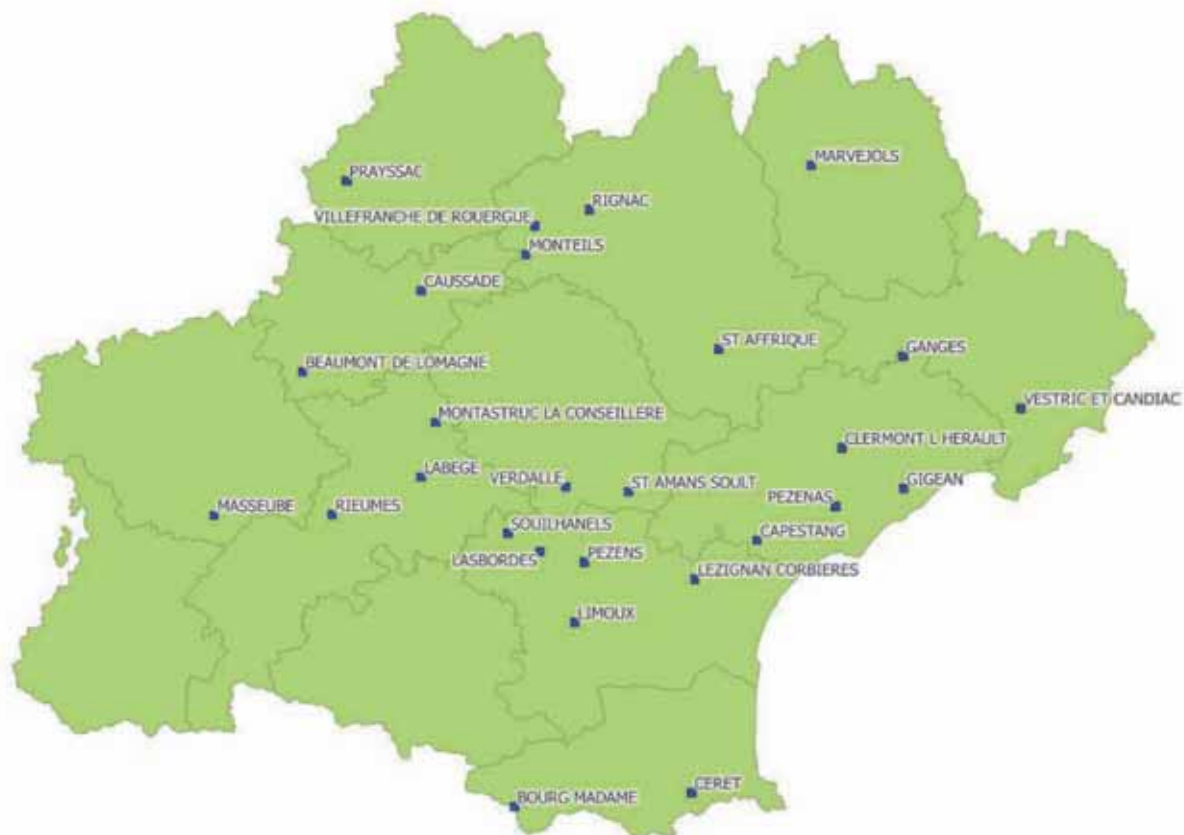 MARVEJOLS
PRAYSSAC
RIGNAC
VILLEFRANCHE DE ROUERGUE
MONTEILS
CAUSSADE
ST AFFRIQUE
GANGES
BEAUMONT DE LOMAGNE
VESTRIC ET CANDIAC
MONTASTRUC LA CONSEILLERE
CLERMONT L HERAULT
LABEGE
VERDALLE
ST AMANS SOULT
GIGEAN
PEZENAS
MASSEUBE
RIEUMES
SOUILHANELS
CAPESTANG
LASBORDES
PEZENS
LEZIGNAN CORBIERES
LIMOUX
CERET
BOURG MADAME